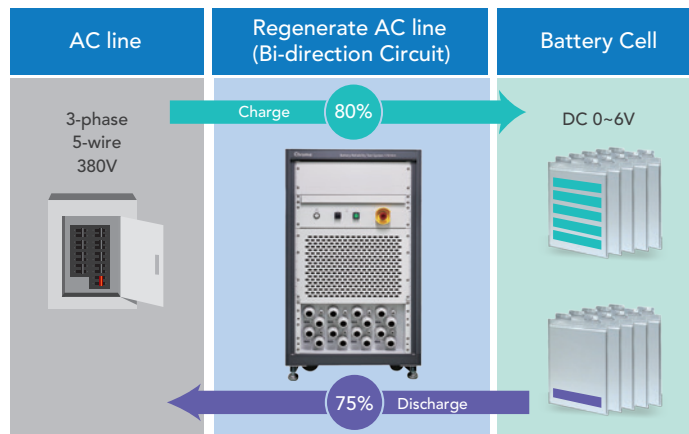 AC line
Regenerate AC line
(Bi-direction Circuit)
Battery Cell
Charge
80%
3-phase
5-wire
380V
DC 0~6V
75%
Discharge